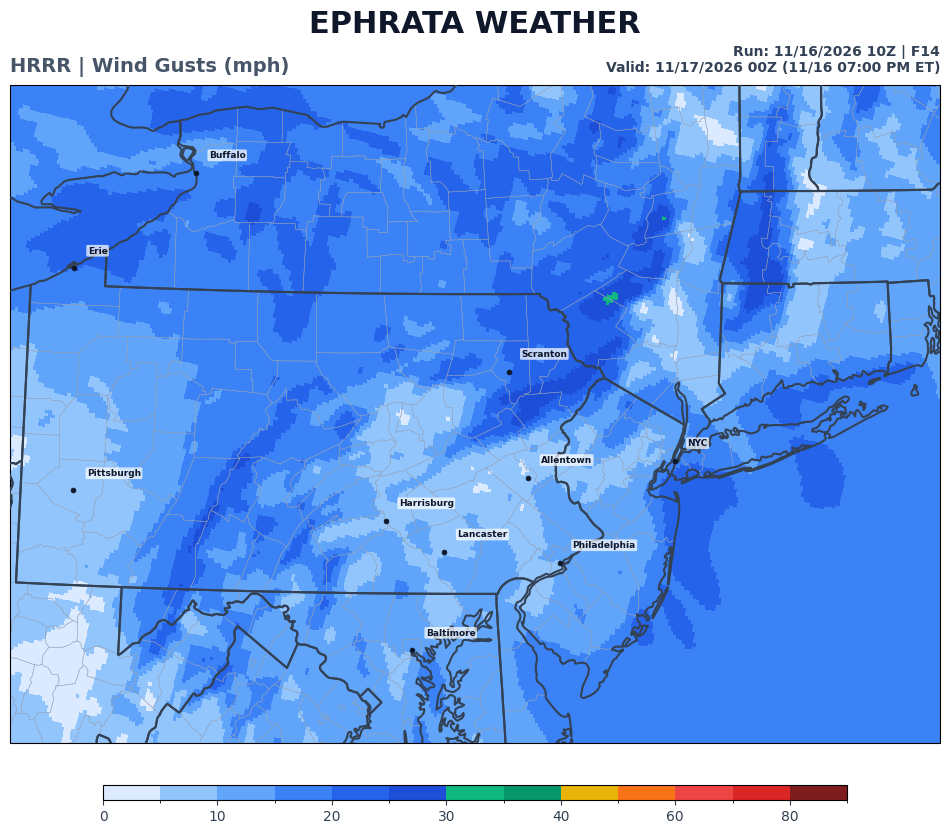 EPHRATA WEATHER
HRRR | Wind Gusts (mph)
Run: 11/16/2026 10Z | F14
Valid: 11/17/2026 00Z (11/16 07:00 PM ET)
Buffalo
Erie
Scranton
NYC
Allentown
Pittsburgh
Harrisburg
Lancaster
Philadelphia
Baltimore
0 10 20 30 40 50 60 70 80